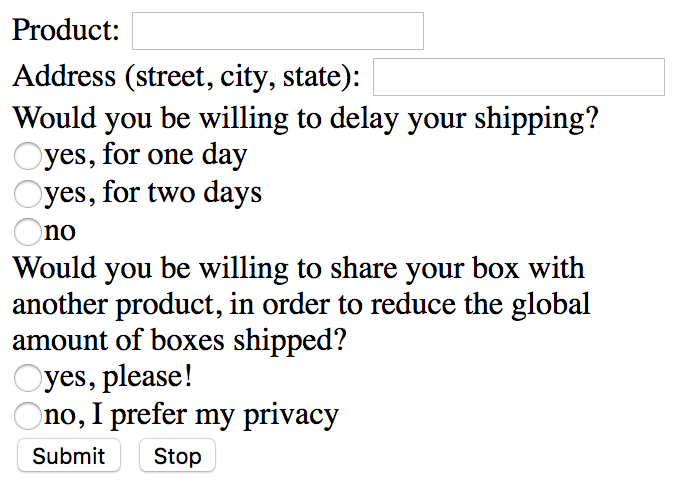 Product:
Address (street, city, state):
Would you be willing to delay your shipping?
yes, for one day
yes, for two days
no
Would you be willing to share your box with
another product, in order to reduce the global
amount of boxes shipped?
yes, please!
no, I prefer my privacy
Submit Stop